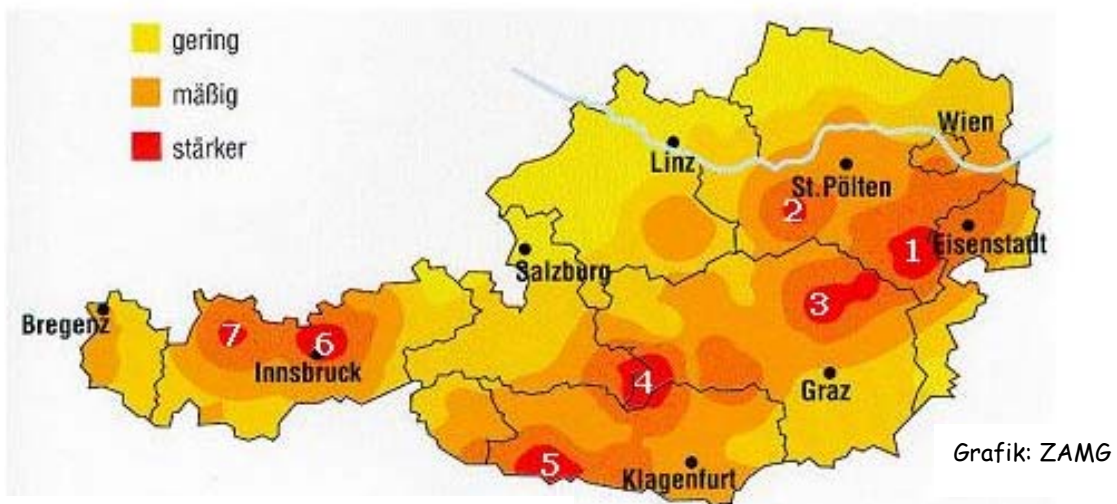 gering
mäßig
stärker
Wien
Linz
St.Pölten
2
Eisenstadt
1
Salzburg
3
Bregenz
7
6
Innsbruck
4
Graz
5
Klagenfurt
Grafik: ZAMG